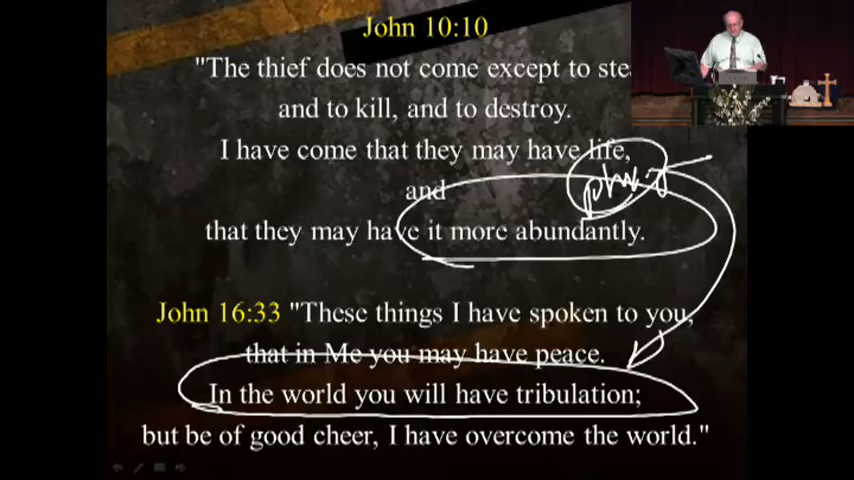 John 10:10
"The thief does not come except to
and to kill, and to destroy.
I have come that they may have life,
and
that they may have it more abundantly.
John 16:33 "These things I have spoken to you,
that in Me you may have peace.
In the world you will have tribulation;
but be of good cheer, I have overcome the world."